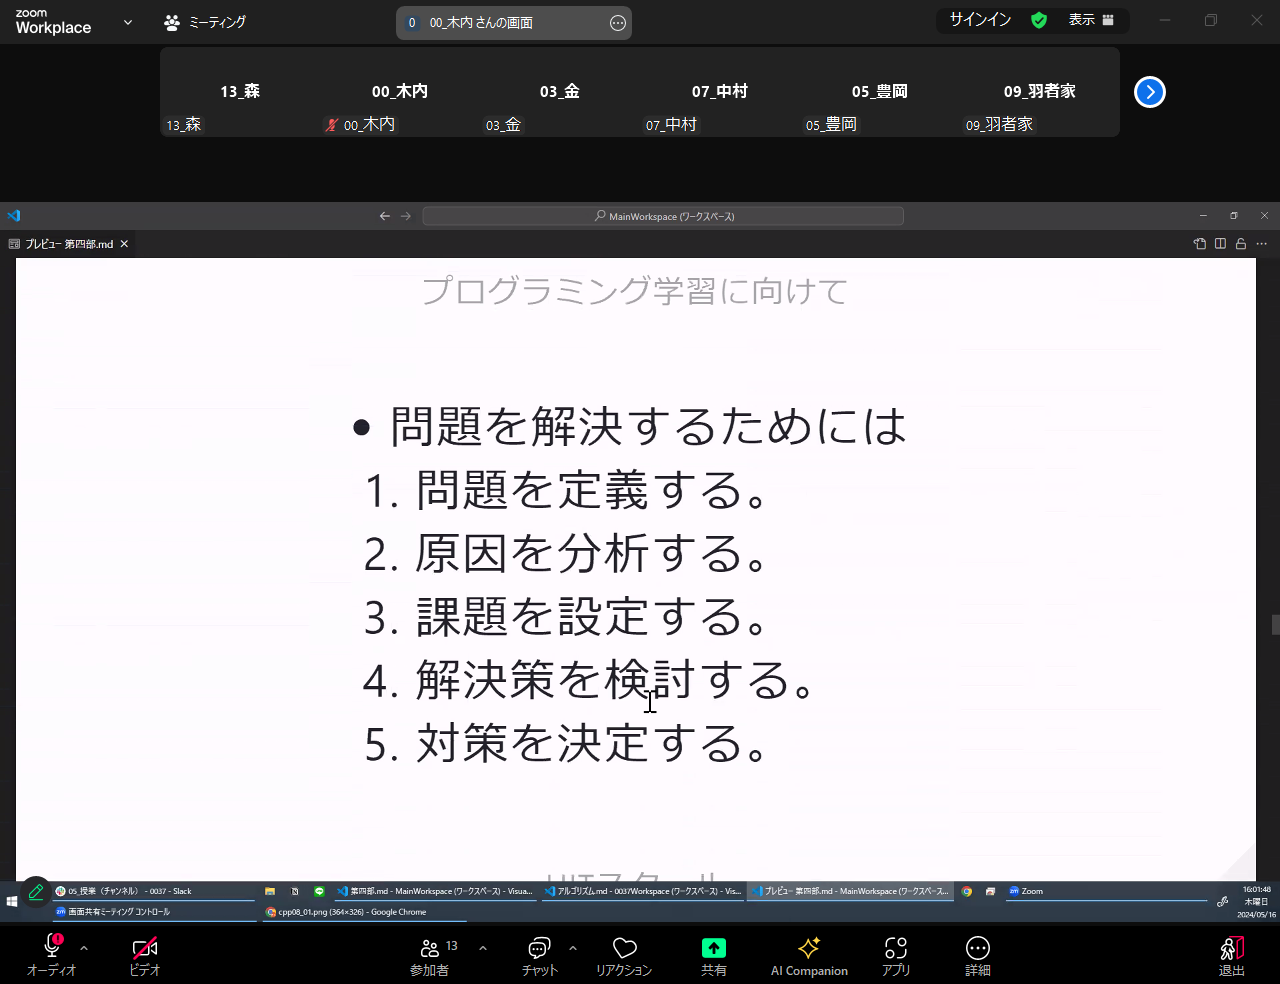 zoom
Workplace
ミーティング
0 00_木内 さんの画面
サインイン
表示
13_森
00_木内
03_金
07_中村
05_豊岡
09_羽者家
13_森
00_木内
03_金
07_中村
05_豊岡
09_羽者家
MainWorkspace (ワークスペース)
プレビュー 第四部.md
プログラミング学習に向けて
• 問題を解決するためには
1. 問題を定義する。
2. 原因を分析する。
3. 課題を設定する。
4. 解決策を検討する。
5. 対策を決定する。
05_授業（チャンネル） - 0037 - Slack
第四部.md - MainWorkspace (ワークスペース) - Visua...
アルゴリズム.md - 0037Workspace (ワークスペース) - Vis...
プレビュー 第四部.md - MainWorkspace (ワークスペース...
Zoom
画面共有ミーティング コントロール
cpp08_01.png (364×326) - Google Chrome
16:01:48
木曜日
2024/05/16
13
オーディオ
ビデオ
参加者
チャット
リアクション
共有
AI Companion
アプリ
詳細
退出